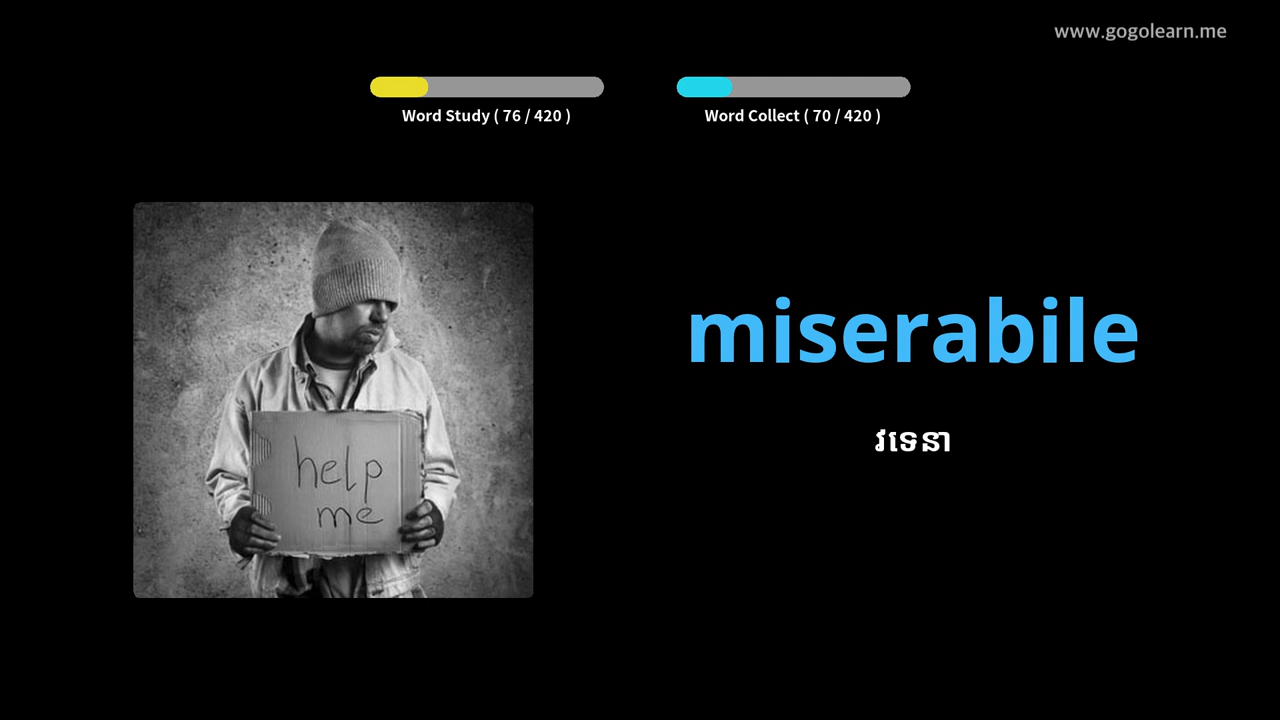 www.gogolearn.me
Word Study ( 76 / 420 )
Word Collect ( 70 / 420 )
help
me
miserabile
វទេនា